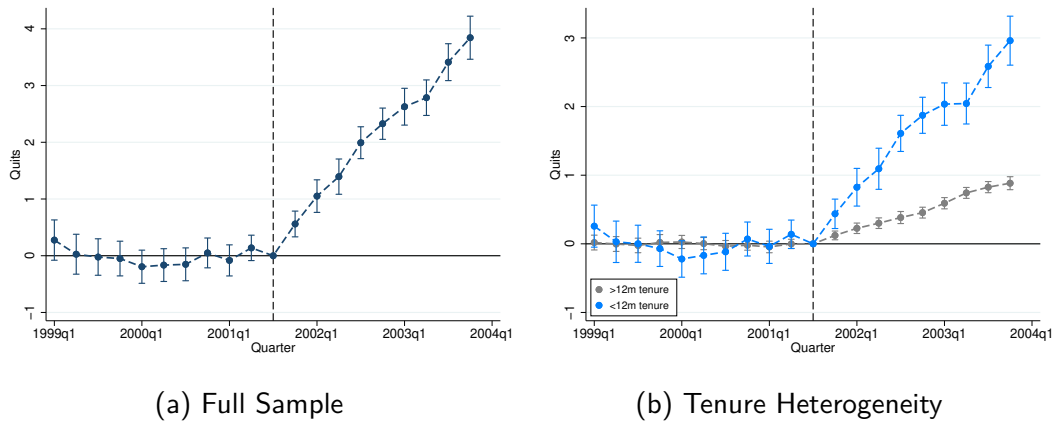 4
3
2
1
0
−1
Quits
1999q1 2000q1 2001q1 2002q1 2003q1 2004q1
Quarter
(a) Full Sample
3
2
1
0
−1
Quits
>12m tenure
<12m tenure
1999q1 2000q1 2001q1 2002q1 2003q1 2004q1
Quarter
(b) Tenure Heterogeneity